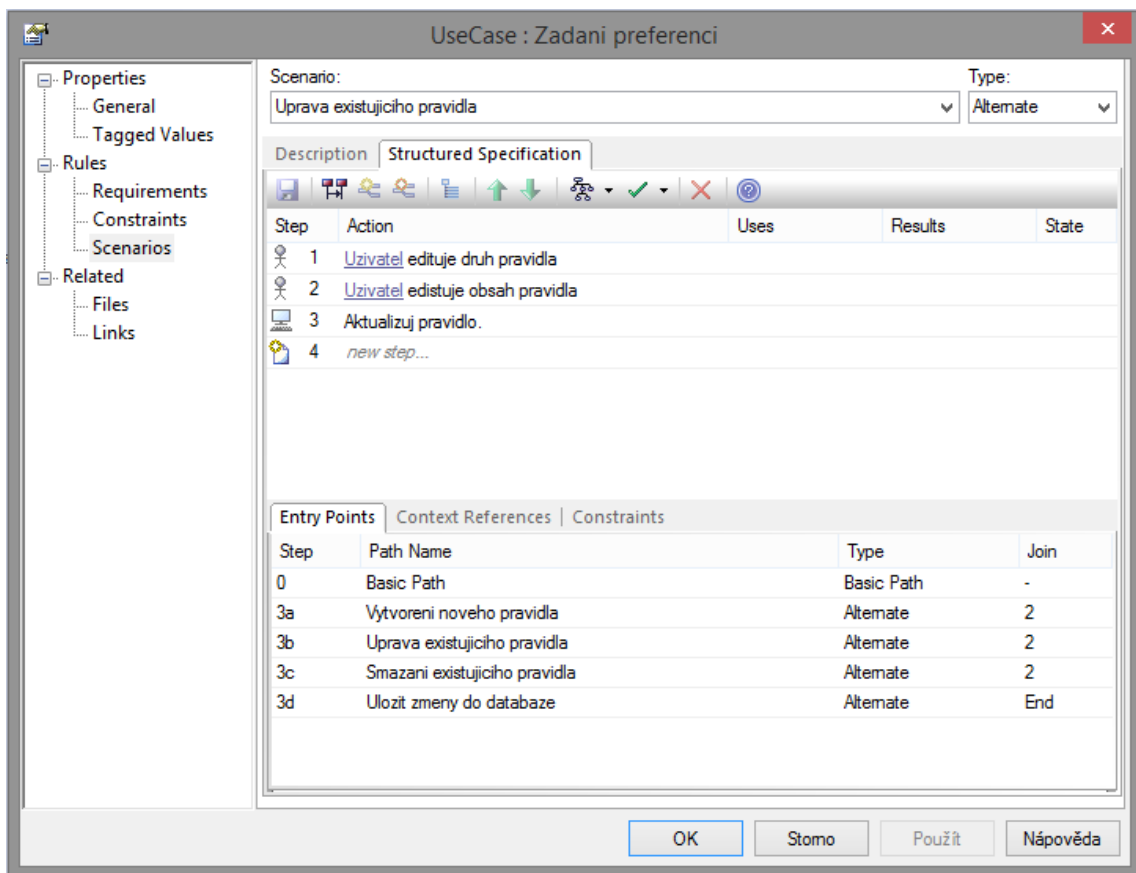 UseCase : Zadani preferenci
Properties
General
Tagged Values
Rules
Requirements
Constraints
Scenarios
Related
Files
Links
Scenario: Type:
Uprava existujiciho pravidla Alternate
Description Structured Specification
Step Action Uses Results State
1 Uzivatel edituje druh pravidla
2 Uzivatel edistuje obsah pravidla
3 Aktualizuj pravidlo.
4 new step...
Entry Points Context References | Constraints
Step Path Name Type Join
0 Basic Path Basic Path -
3a Vytvoreni noveho pravidla Alternate 2
3b Uprava existujiciho pravidla Alternate 2
3c Smazani existujiciho pravidla Alternate 2
3d Ulozit zmeny do databaze Alternate End
OK Storno Použít Nápověda